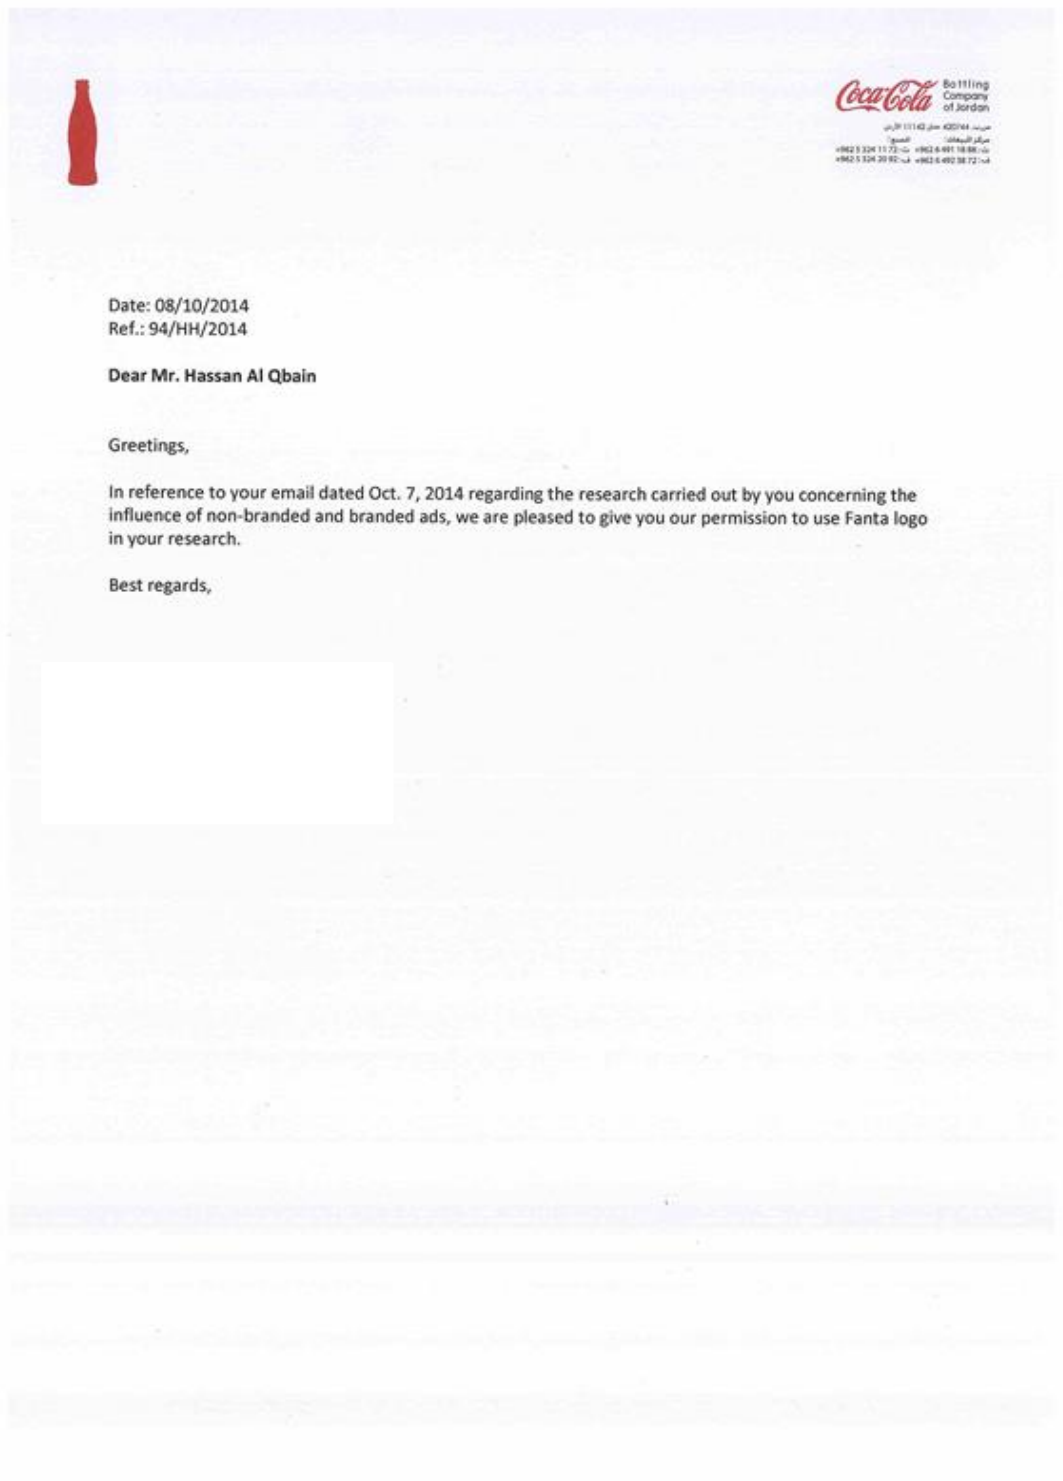 Coca-Cola
Bottling
Company
of Jordan
Date: 08/10/2014
Ref.: 94/HH/2014
Dear Mr. Hassan Al Qbain
Greetings,
In reference to your email dated Oct. 7, 2014 regarding the research carried out by you concerning the
influence of non-branded and branded ads, we are pleased to give you our permission to use Fanta logo
in your research.
Best regards,